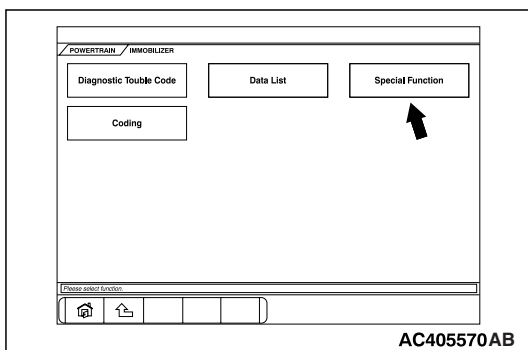 POWERTRAIN IMMOBILIZER
Diagnostic Touble Code
Data List
Special Function
Coding
Please select function.
AC405570AB